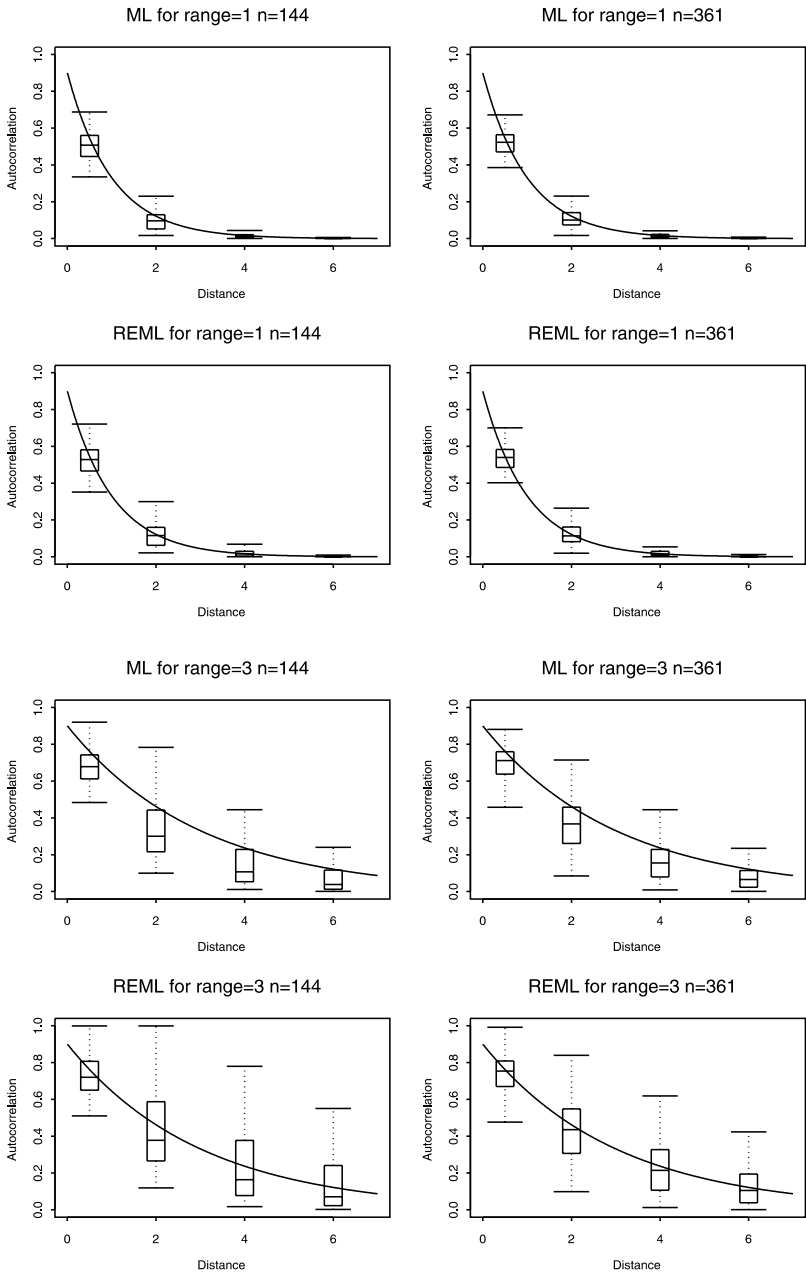 ML for range=1 n=144
Autocorrelation
0.0 0.2 0.4 0.6 0.8 1.0
0 2 4 6
Distance
ML for range=1 n=361
Autocorrelation
0.0 0.2 0.4 0.6 0.8 1.0
0 2 4 6
Distance
REML for range=1 n=144
Autocorrelation
0.0 0.2 0.4 0.6 0.8 1.0
0 2 4 6
Distance
REML for range=1 n=361
Autocorrelation
0.0 0.2 0.4 0.6 0.8 1.0
0 2 4 6
Distance
ML for range=3 n=144
Autocorrelation
0.0 0.2 0.4 0.6 0.8 1.0
0 2 4 6
Distance
ML for range=3 n=361
Autocorrelation
0.0 0.2 0.4 0.6 0.8 1.0
0 2 4 6
Distance
REML for range=3 n=144
Autocorrelation
0.0 0.2 0.4 0.6 0.8 1.0
0 2 4 6
Distance
REML for range=3 n=361
Autocorrelation
0.0 0.2 0.4 0.6 0.8 1.0
0 2 4 6
Distance